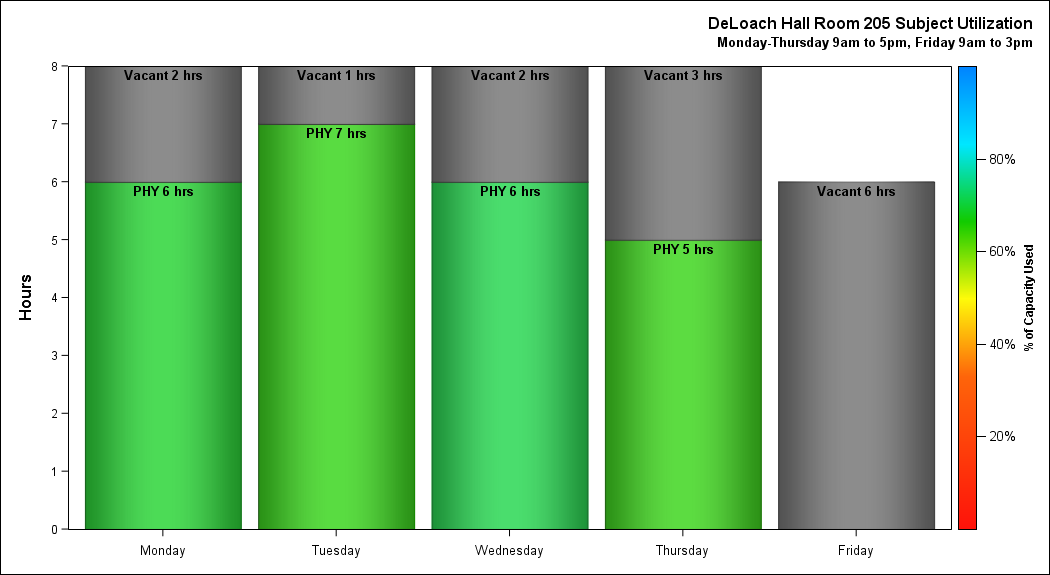 DeLoach Hall Room 205 Subject Utilization
Monday-Thursday 9am to 5pm, Friday 9am to 3pm
Hours
8
7
6
5
4
3
2
1
0
Vacant 2 hrs
PHY 6 hrs
Vacant 1 hrs
PHY 7 hrs
Vacant 2 hrs
PHY 6 hrs
Vacant 3 hrs
PHY 5 hrs
Vacant 6 hrs
Monday
Tuesday
Wednesday
Thursday
Friday
80%
60%
40%
20%
% of Capacity Used